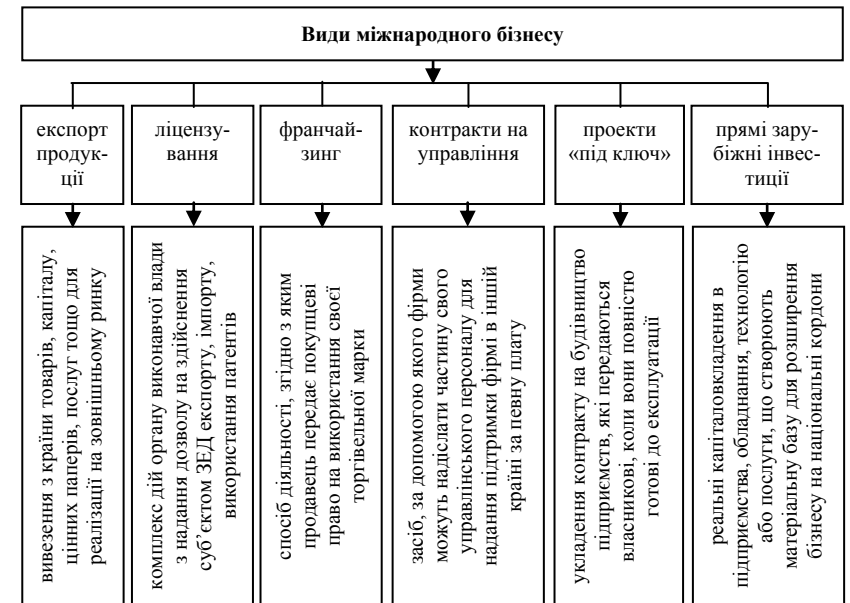 Види міжнародного бізнесу
експорт
продук-
ції
ліцензу-
вання
франчай-
зинг
контракти на
управління
проекти
«під ключ»
прямі зару-
біжні інвес-
тиції
вивезення з країни товарів, капіталу,
цінних паперів, послуг тощо для
реалізації на зовнішньому ринку
комплекс дій органу виконавчої влади
з надання дозволу на здійснення
суб’єктом ЗЕД експорту, імпорту,
використання патентів
спосіб діяльності, згідно з яким
продавець передає покупцеві
право на використання своєї
торгівельної марки
засіб, за допомогою якого фірми
можуть надіслати частину свого
управлінського персоналу для
надання підтримки фірмі в іншій
країні за певну плату
укладення контракту на будівництво
підприємств, які передаються
власникові, коли вони повністю
готові до експлуатації
реальні капіталовкладення в
підприємства, обладнання, технологію
або послуги, що створюють
матеріальну базу для розширення
бізнесу на національні кордони